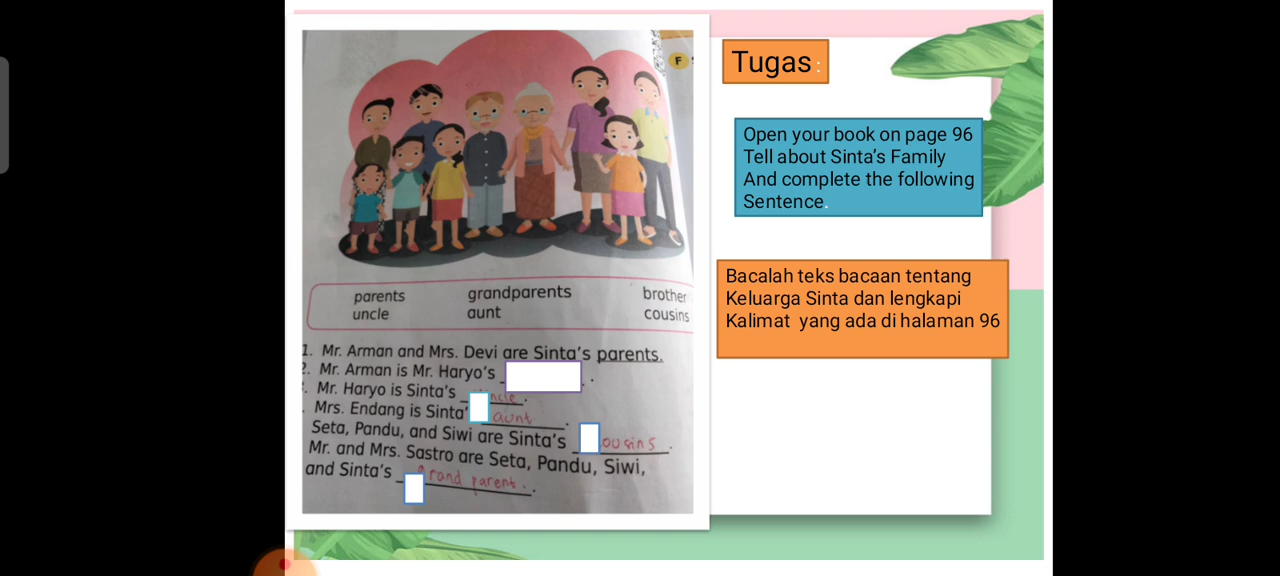 F
parents grandparents brother
uncle aunt cousins
1. Mr. Arman and Mrs. Devi are Sinta's parents.
Mr. Arman is Mr. Haryo's .
Mr. Haryo is Sinta's ncle.
Mrs. Endang is Sinta' aunt.
Seta, Pandu, and Siwi are Sinta's ousins.
Mr. and Mrs. Sastro are Seta, Pandu, Siwi,
and Sinta's grand parent.
Tugas :
Open your book on page 96
Tell about Sinta's Family
And complete the following
Sentence.
Bacalah teks bacaan tentang
Keluarga Sinta dan lengkapi
Kalimat yang ada di halaman 96